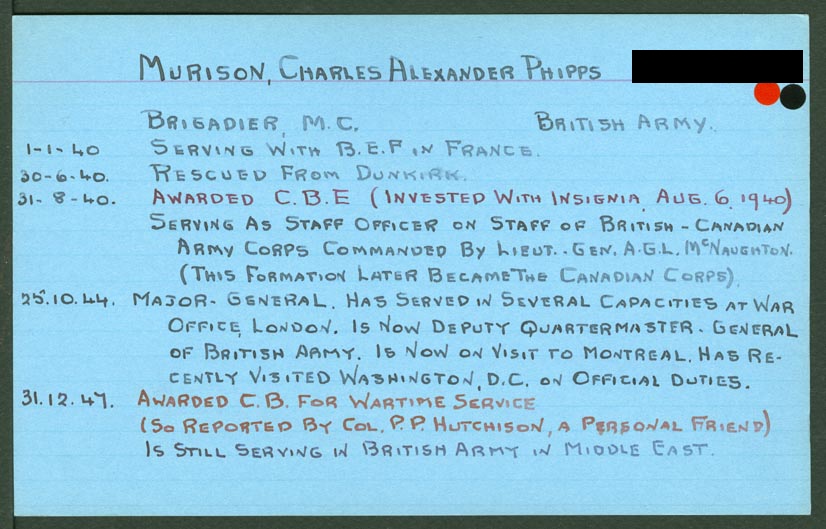 MURISON, CHARLES ALEXANDER PHIPPS
BRIGADIER, M.C. BRITISH ARMY.
1-1-40 SERVING WITH B.E.F IN FRANCE.
30-6-40. RESCUED FROM DUNKIRK.
31-8-40. AWARDED C.B.E (INVESTED WITH INSIGNIA, AUG. 6, 1940)
SERVING AS STAFF OFFICER ON STAFF OF BRITISH-CANADIAN
ARMY CORPS COMMANDED BY LIEUT.-GEN. A.G.L. MCNAUGHTON.
(THIS FORMATION LATER BECAME THE CANADIAN CORPS)
25.10.44. MAJOR-GENERAL. HAS SERVED IN SEVERAL CAPACITIES AT WAR
OFFICE, LONDON. IS NOW DEPUTY QUARTERMASTER-GENERAL
OF BRITISH ARMY. IS NOW ON VISIT TO MONTREAL. HAS RE-
CENTLY VISITED WASHINGTON, D.C. ON OFFICIAL DUTIES.
31.12.47. AWARDED C.B. FOR WARTIME SERVICE
(SO REPORTED BY COL. P.P. HUTCHISON, A PERSONAL FRIEND)
IS STILL SERVING IN BRITISH ARMY IN MIDDLE EAST.